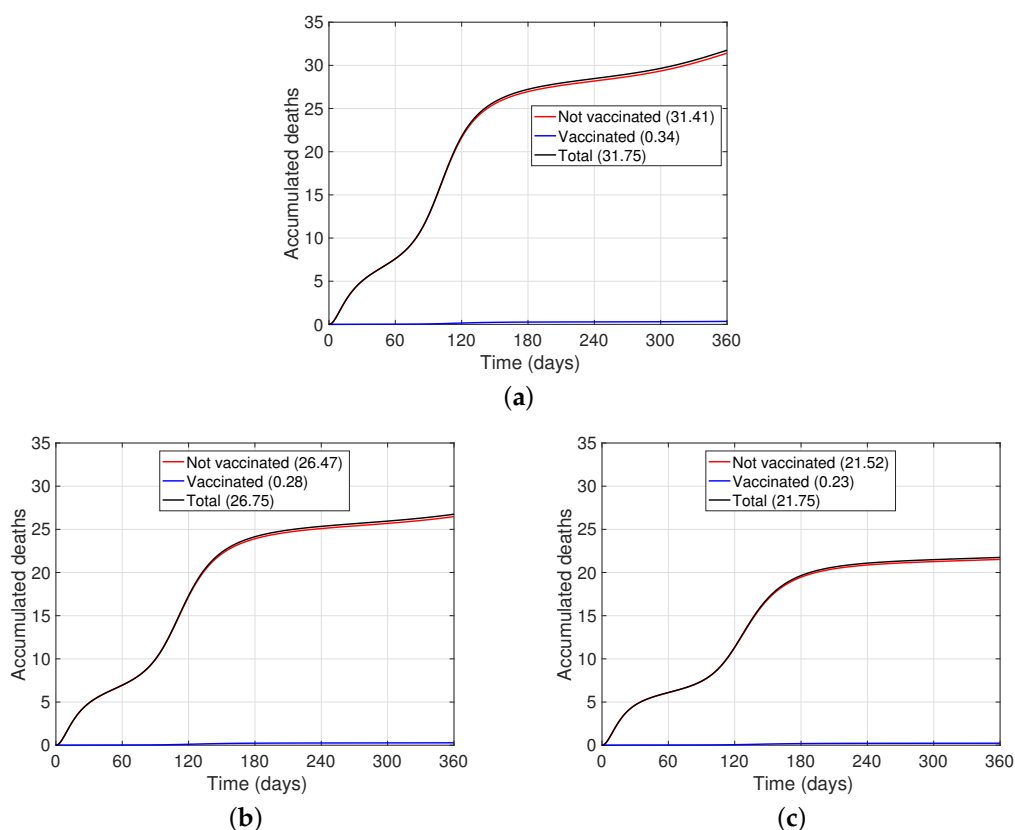 35
30
25
20
15
10
5
0
Accumulated deaths
Not vaccinated (31.41)
Vaccinated (0.34)
Total (31.75)
0 60 120 180 240 300 360
Time (days)
(a)
35
30
25
20
15
10
5
0
Accumulated deaths
Not vaccinated (26.47)
Vaccinated (0.28)
Total (26.75)
0 60 120 180 240 300 360
Time (days)
(b)
35
30
25
20
15
10
5
0
Accumulated deaths
Not vaccinated (21.52)
Vaccinated (0.23)
Total (21.75)
0 60 120 180 240 300 360
Time (days)
(c)